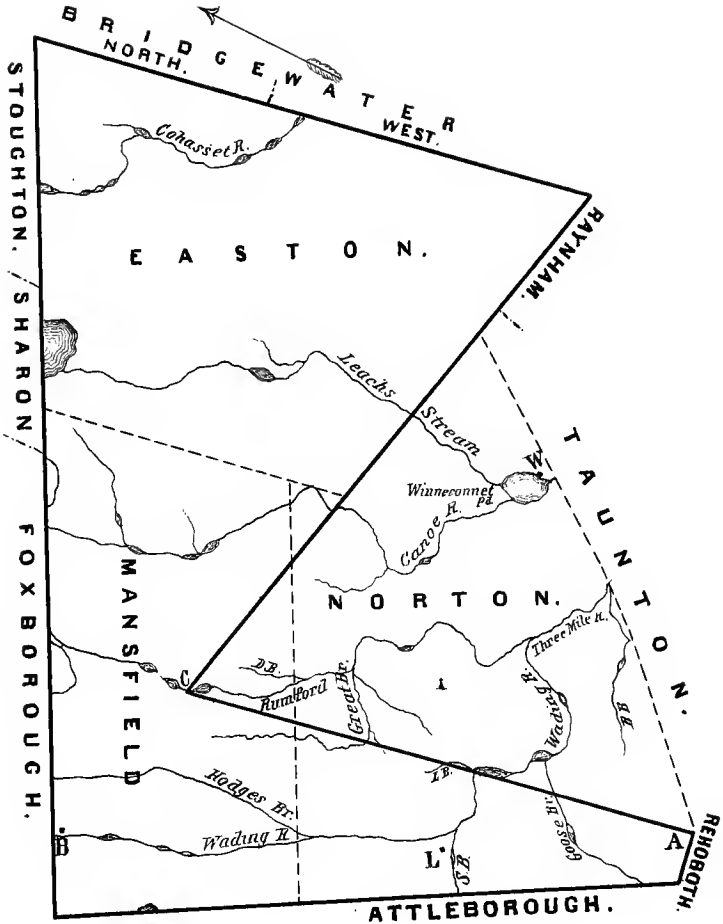 BRIDGEWATER
NORTH.
WEST.
STOUGHTON.
SHARON
FOXBOROUGH.
RAYNHAM.
TAUNTON.
REHOBOTH.
ATTLEBOROUGH.
Cohasset R.
EASTON.
Leachs Stream
W
Winneconnet
Pd.
Canoe R.
NORTON.
MANSFIELD
Three Mile R.
C
D.B.
Rumford
Great Br.
1
Wading R.
B B
I B.
Hodges Br.
Goose Br.
A
B
Wading R
L
S.B.